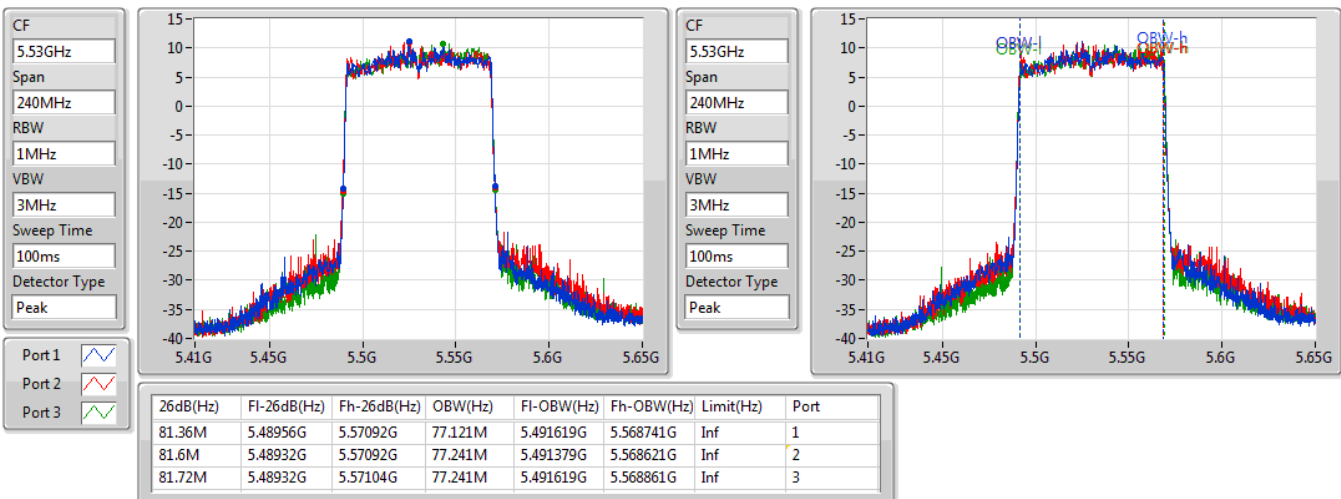 CF
5.53GHz
Span
240MHz
RBW
1MHz
VBW
3MHz
Sweep Time
100ms
Detector Type
Peak
15
10
5
0
-5
-10
-15
-20
-25
-30
-35
-40
5.41G 5.45G 5.5G 5.55G 5.6G 5.65G
CF
5.53GHz
Span
240MHz
RBW
1MHz
VBW
3MHz
Sweep Time
100ms
Detector Type
Peak
15
10
5
0
-5
-10
-15
-20
-25
-30
-35
-40
OBW-l
OBW-h
OBW-h
5.41G 5.45G 5.5G 5.55G 5.6G 5.65G
Port 1
Port 2
Port 3
26dB(Hz) Fl-26dB(Hz) Fh-26dB(Hz) OBW(Hz) Fl-OBW(Hz) Fh-OBW(Hz) Limit(Hz) Port
81.36M 5.48956G 5.57092G 77.121M 5.491619G 5.568741G Inf 1
81.6M 5.48932G 5.57092G 77.241M 5.491379G 5.568621G Inf 2
81.72M 5.48932G 5.57104G 77.241M 5.491619G 5.568861G Inf 3